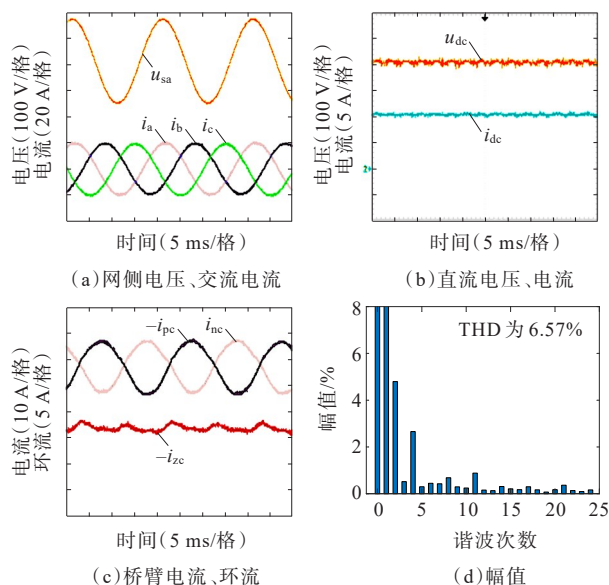 电压(100 V/格)
电流(20 A/格)
u_sa
i_a i_b i_c
时间(5 ms/格)
(a)网侧电压、交流电流
电压(100 V/格)
电流(5 A/格)
u_dc
i_dc
时间(5 ms/格)
(b)直流电压、电流
电流(10 A/格)
环流(5 A/格)
−i_pc i_nc
−i_zc
时间(5 ms/格)
(c)桥臂电流、环流
幅值/%
8
6
4
2
0
THD 为 6.57%
0 5 10 15 20 25
谐波次数
(d)幅值